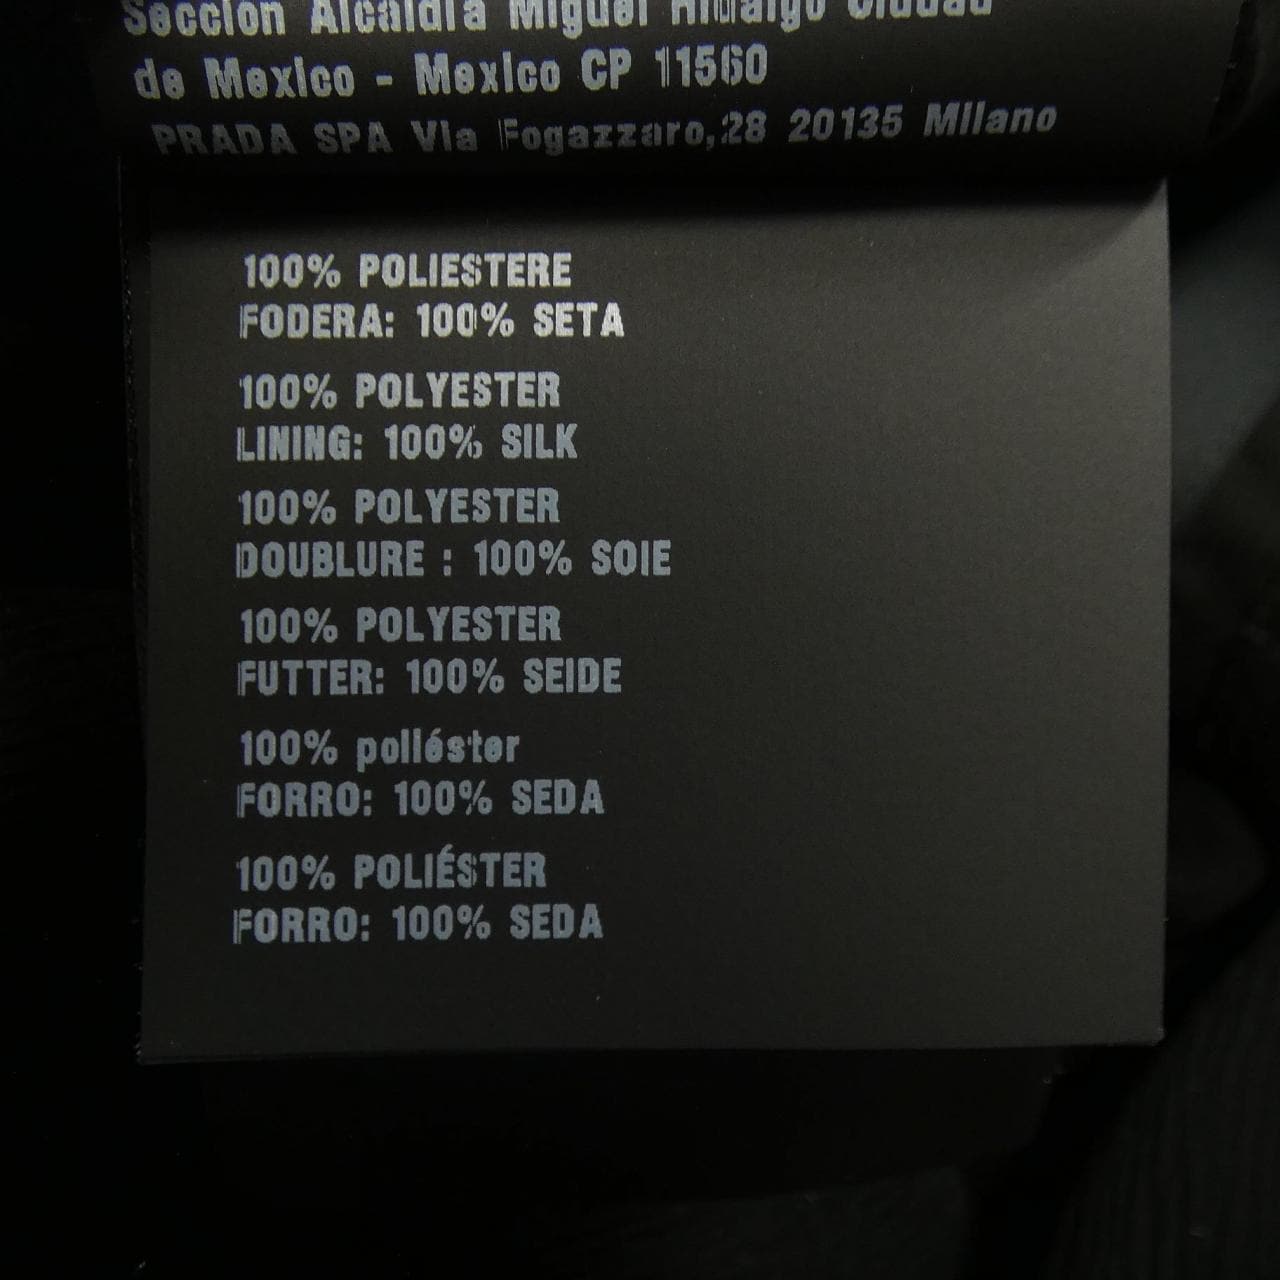 Seccion Alcaldia Miguel Hidalgo Ciudad
de Mexico - Mexico CP 11560
PRADA SPA Via Fogazzaro,28 20135 Milano
100% POLIESTERE
FODERA: 100% SETA
100% POLYESTER
LINING: 100% SILK
100% POLYESTER
DOUBLURE : 100% SOIE
100% POLYESTER
FUTTER: 100% SEIDE
100% poliéster
FORRO: 100% SEDA
100% POLIÉSTER
FORRO: 100% SEDA